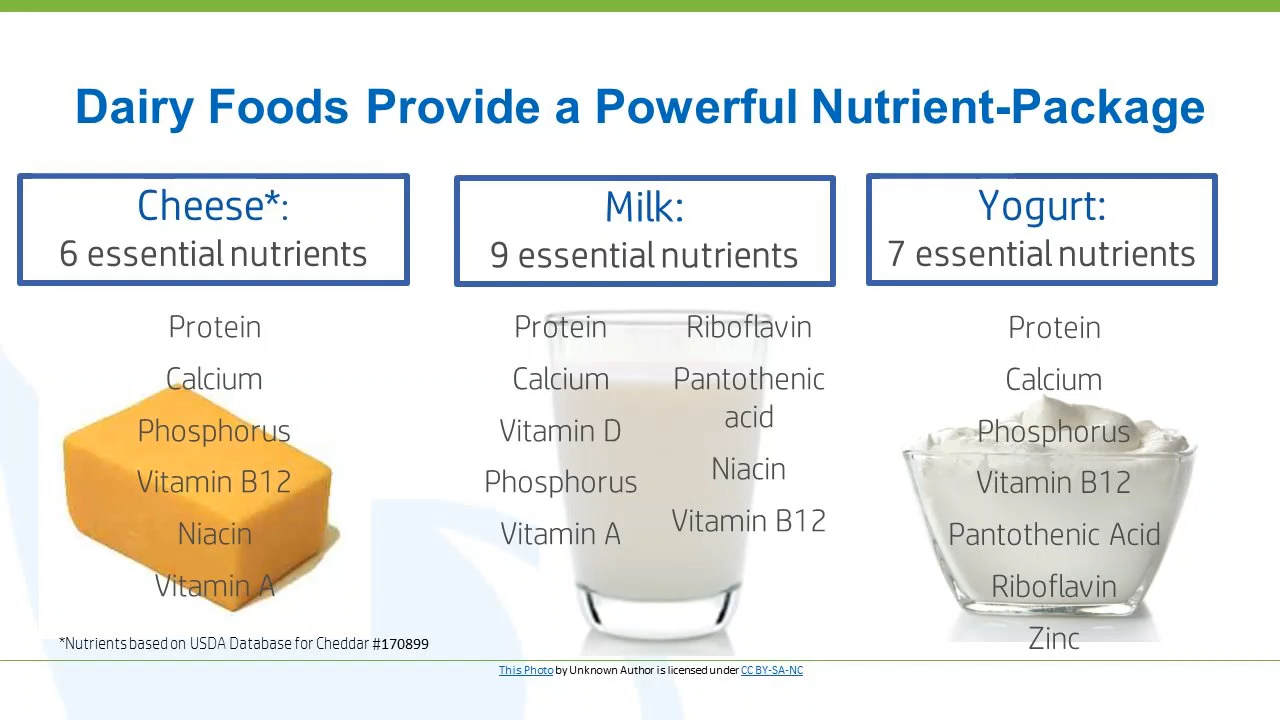 Dairy Foods Provide a Powerful Nutrient-Package
Cheese*:
6 essential nutrients
Protein
Calcium
Phosphorus
Vitamin B12
Niacin
Vitamin A
*Nutrients based on USDA Database for Cheddar #170899
Milk:
9 essential nutrients
Protein
Calcium
Vitamin D
Phosphorus
Vitamin A
Riboflavin
Pantothenic
acid
Niacin
Vitamin B12
Yogurt:
7 essential nutrients
Protein
Calcium
Phosphorus
Vitamin B12
Pantothenic Acid
Riboflavin
Zinc
This Photo by Unknown Author is licensed under CC BY-SA-NC